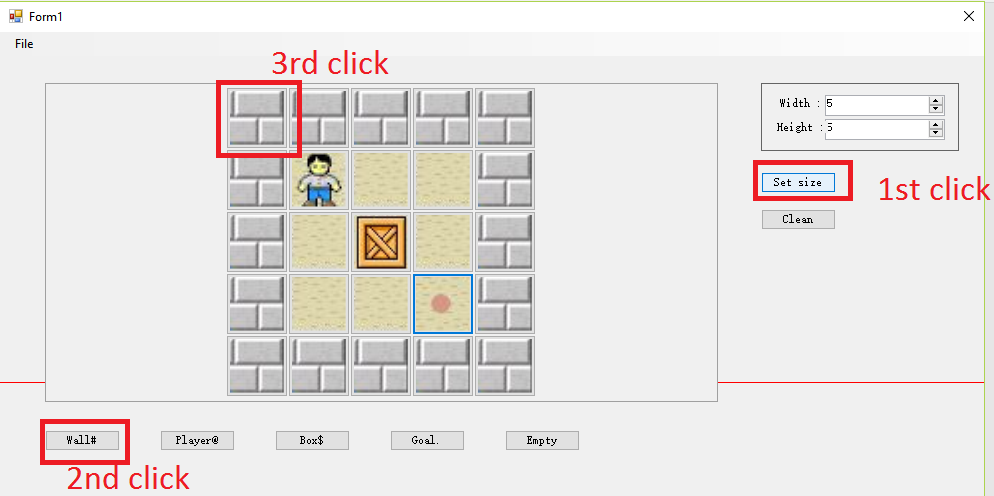 Form1
File
3rd click
Width :
5
Height :
5
Set size
1st click
Clean
Wall#
Player@
Box$
Goal.
Empty
2nd click